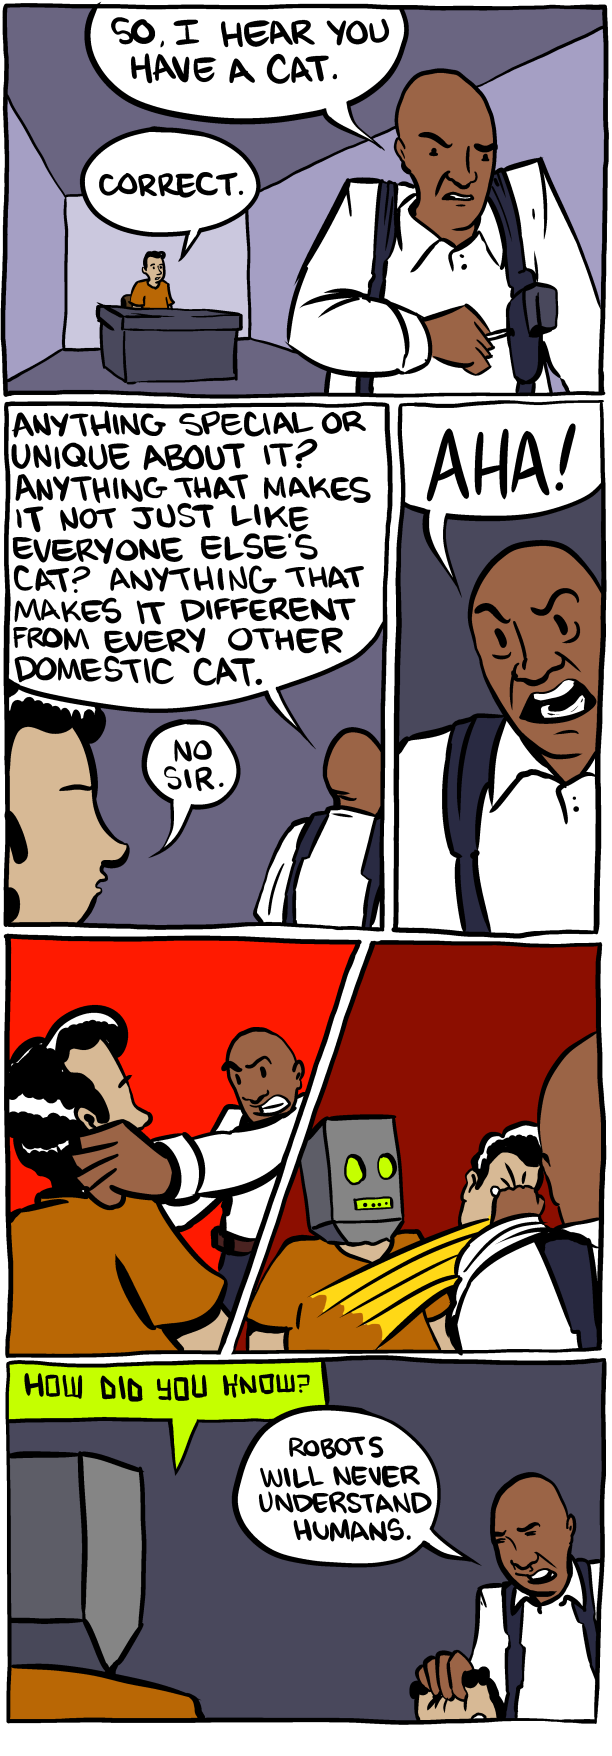 SO, I HEAR YOU
HAVE A CAT.
CORRECT.
ANYTHING SPECIAL OR
UNIQUE ABOUT IT?
ANYTHING THAT MAKES
IT NOT JUST LIKE
EVERYONE ELSE'S
CAT? ANYTHING THAT
MAKES IT DIFFERENT
FROM EVERY OTHER
DOMESTIC CAT.
NO
SIR.
AHA!
HOW DID YOU KNOW?
ROBOTS
WILL NEVER
UNDERSTAND
HUMANS.